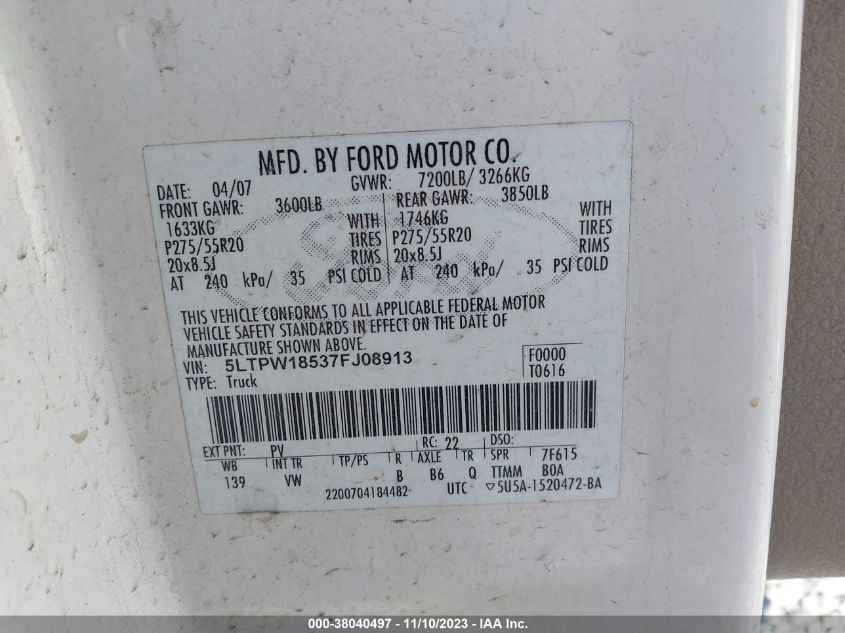 MFD. BY FORD MOTOR CO.
DATE: 04/07 GVWR: 7200LB/ 3266KG
FRONT GAWR: 3600LB REAR GAWR: 3850LB
1633KG WITH 1746KG WITH
P275/55R20 TIRES P275/55R20 TIRES
20x8.5J RIMS 20x8.5J RIMS
AT 240 kPa/ 35 PSI COLD AT 240 kPa/ 35 PSI COLD
THIS VEHICLE CONFORMS TO ALL APPLICABLE FEDERAL MOTOR
VEHICLE SAFETY STANDARDS IN EFFECT ON THE DATE OF
MANUFACTURE SHOWN ABOVE.
VIN: 5LTPW18537FJ08913 F0000
TYPE: Truck T0616
EXT PNT: PV RC: 22 DSO:
WB INT TR TP/PS R AXLE TR SPR 7F615
139 VW B B6 Q TTMM B0A
2200704184482 UTC ▽5U5A-1520472-BA
000-38040497 - 11/10/2023 - IAA Inc.